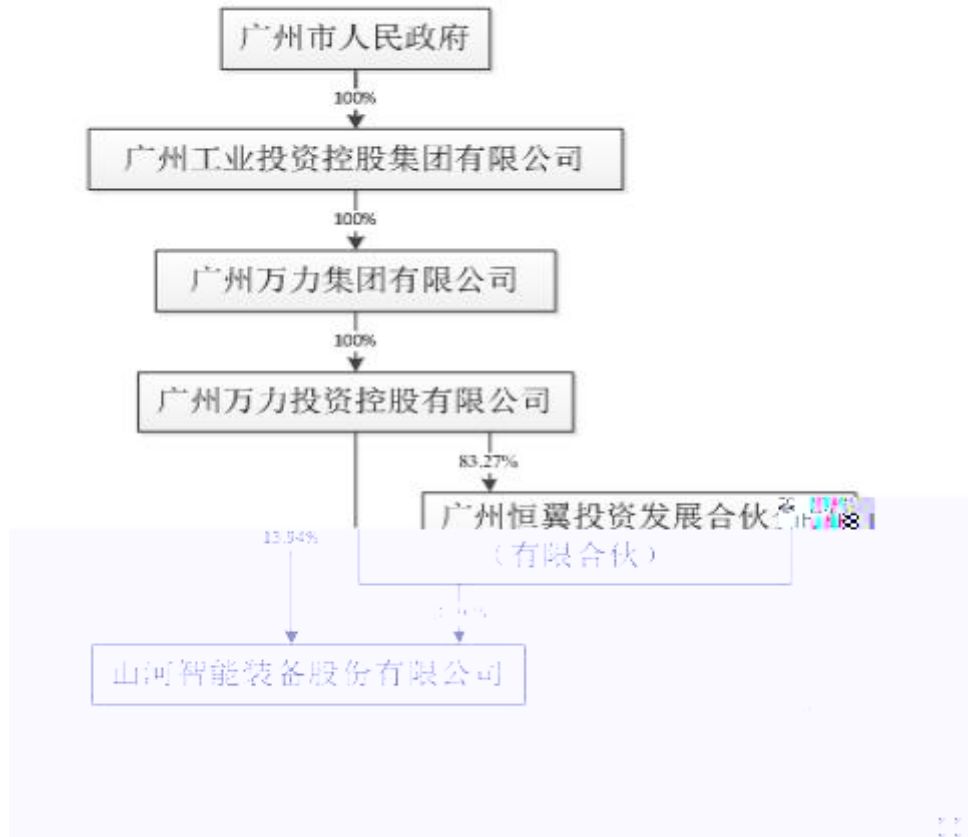 广州市人民政府
100%
广州工业投资控股集团有限公司
100%
广州万力集团有限公司
100%
广州万力投资控股有限公司
83.27%
广州恒翼投资发展合伙
13.94%
（有限合伙）
山河智能装备股份有限公司